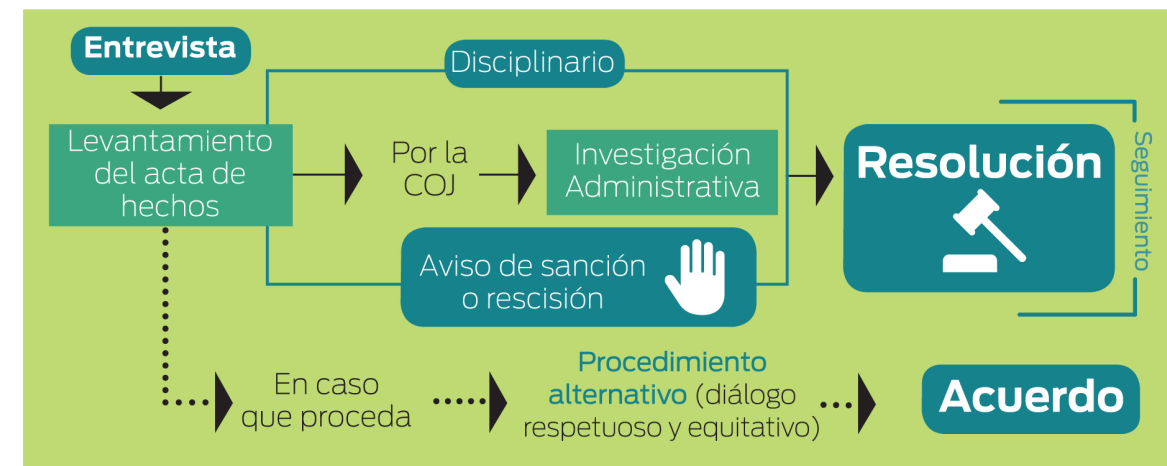 Entrevista
Disciplinario
Levantamiento
del acta de
hechos
Por la
COJ
Investigación
Administrativa
Resolución
Seguimiento
Aviso de sanción
o rescisión
En caso
que proceda
Procedimiento
alternativo (diálogo
respetuoso y equitativo)
Acuerdo